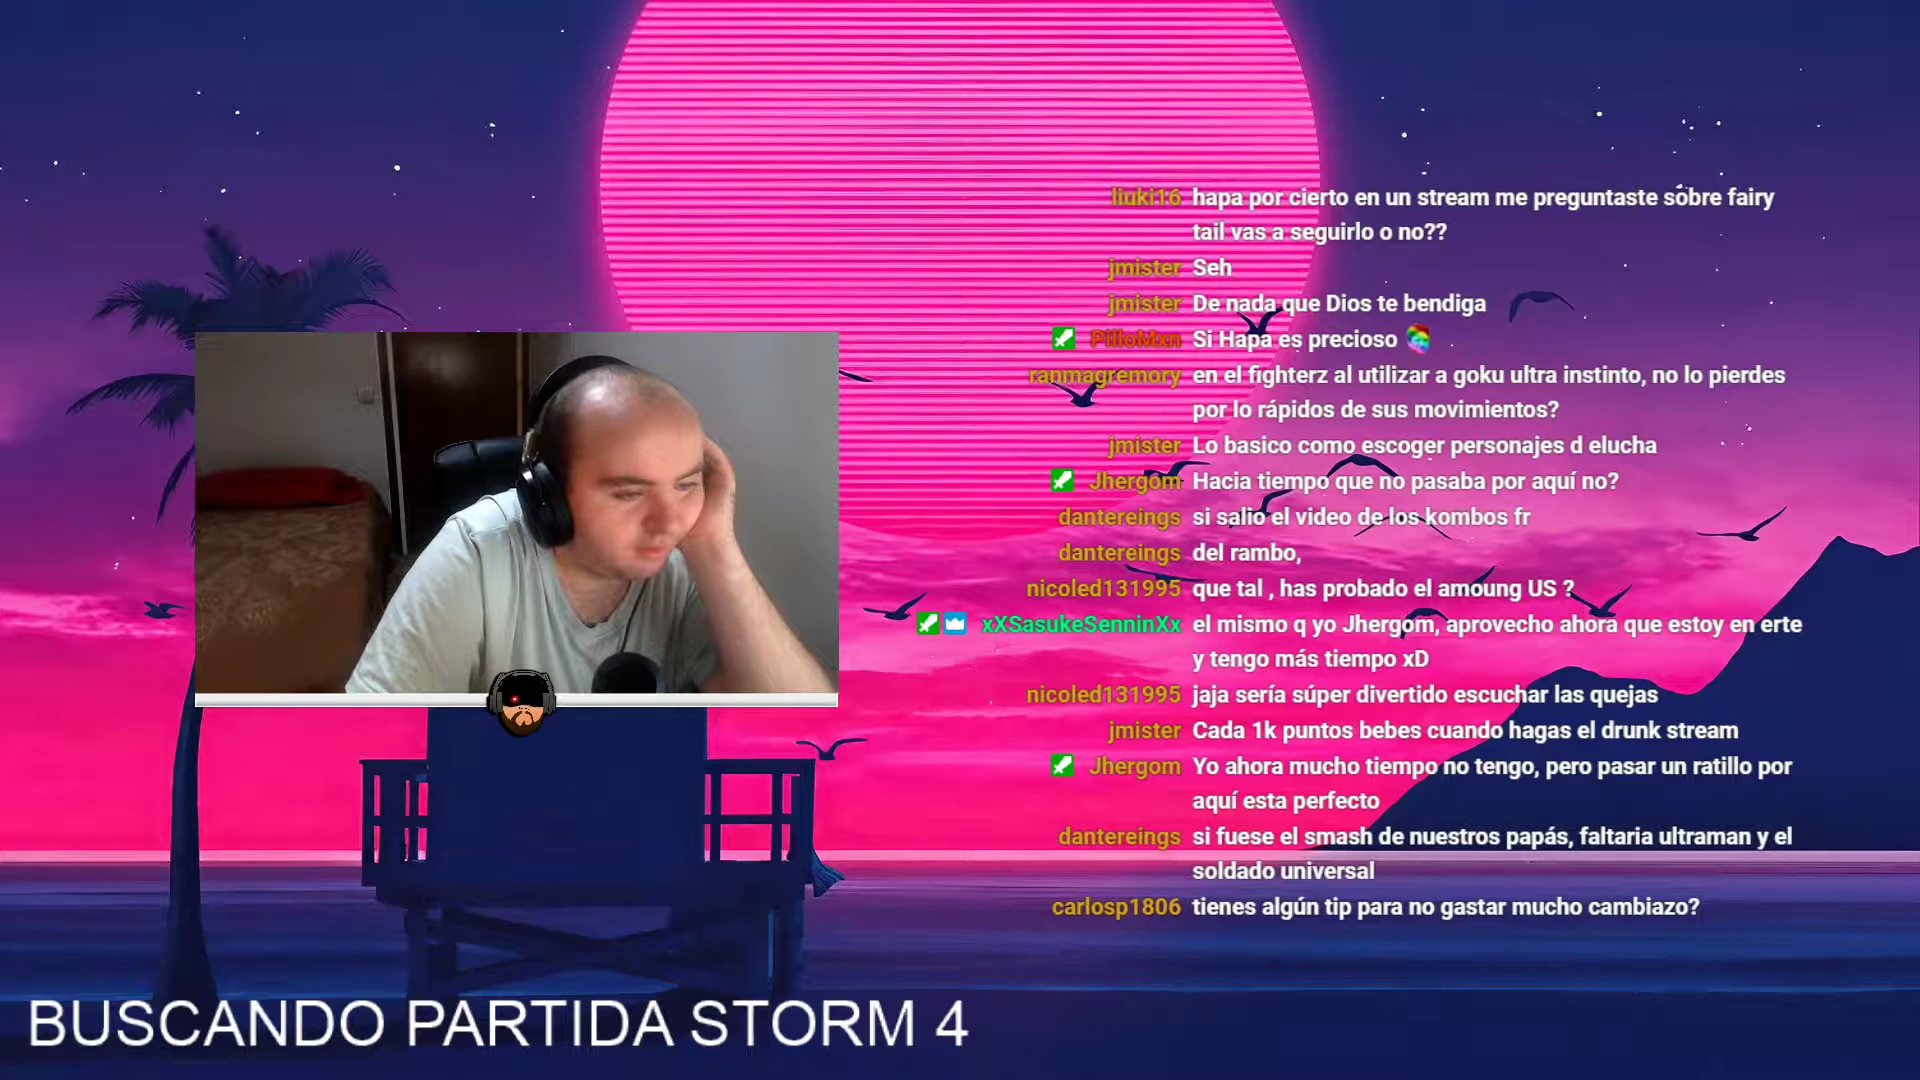 liuki16 hapa por cierto en un stream me preguntaste sobre fairy
tail vas a seguirlo o no??
jmister Seh
jmister De nada que Dios te bendiga
PilloMxn Si Hapa es precioso
ranmagremory en el fighterz al utilizar a goku ultra instinto, no lo pierdes
por lo rápidos de sus movimientos?
jmister Lo basico como escoger personajes d elucha
Jhergom Hacia tiempo que no pasaba por aquí no?
dantereings si salio el video de los kombos fr
dantereings del rambo,
nicoled131995 que tal , has probado el amoung US ?
xXSasukeSenninXx el mismo q yo Jhergom, aprovecho ahora que estoy en erte
y tengo más tiempo xD
nicoled131995 jaja sería súper divertido escuchar las quejas
jmister Cada 1k puntos bebes cuando hagas el drunk stream
Jhergom Yo ahora mucho tiempo no tengo, pero pasar un ratillo por
aquí esta perfecto
dantereings si fuese el smash de nuestros papás, faltaria ultraman y el
soldado universal
carlosp1806 tienes algún tip para no gastar mucho cambiazo?
BUSCANDO PARTIDA STORM 4